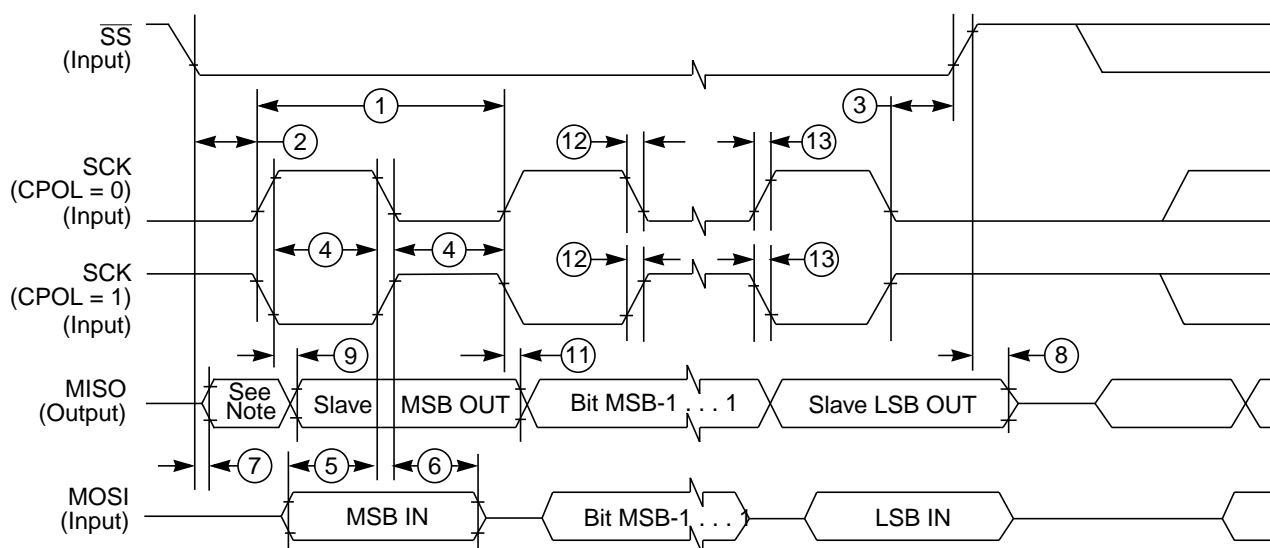 SS
(Input)
1
3
2
12
13
SCK
(CPOL = 0)
(Input)
4
4
SCK
(CPOL = 1)
(Input)
12
13
9
11
8
MISO
(Output)
See
Note
Slave
MSB OUT
Bit MSB-1 . . . 1
Slave LSB OUT
7
5
6
MOSI
(Input)
MSB IN
Bit MSB-1 . . . 1
LSB IN